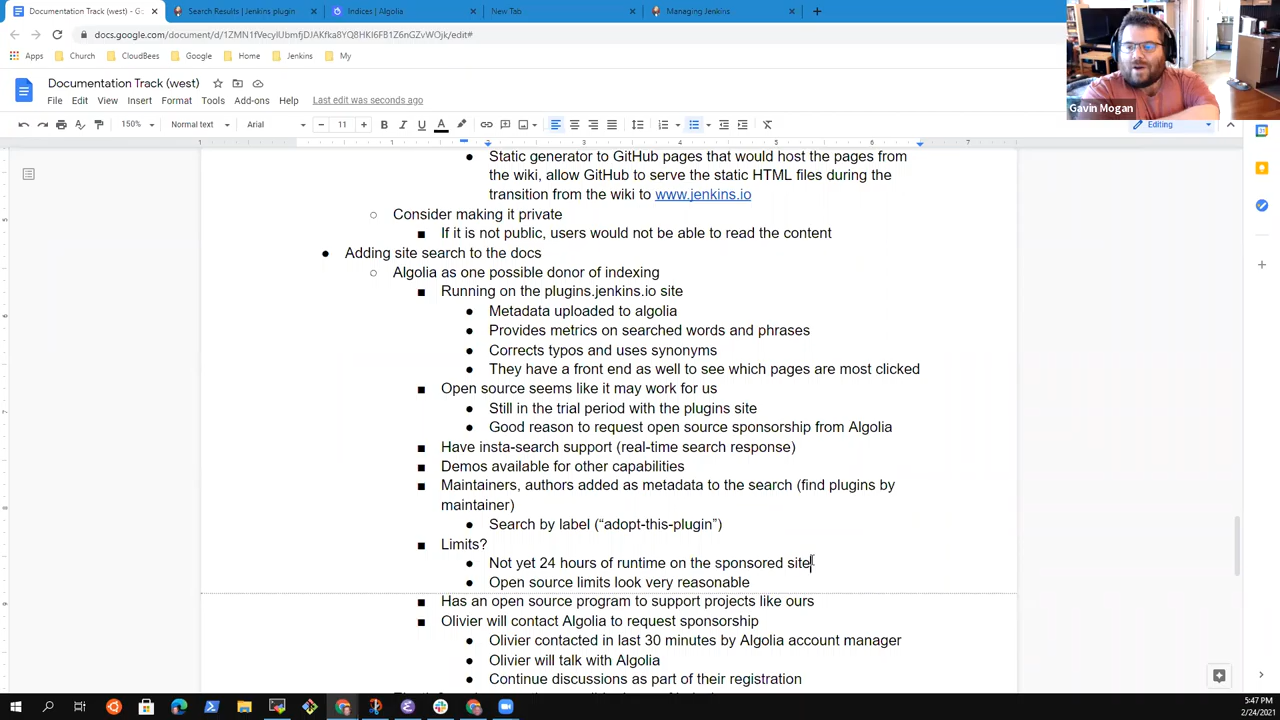 Documentation Track (west) - G
Search Results | Jenkins plugin
Indices | Algolia
New Tab
Managing Jenkins
Apps
Church
CloudBees
Google
Home
Jenkins
My
Documentation Track (west)
File Edit View Insert Format Tools Add-ons Help Last edit was seconds ago
150% Normal text Arial 11 Editing
Gavin Mogan
Static generator to GitHub pages that would host the pages from
the wiki, allow GitHub to serve the static HTML files during the
transition from the wiki to www.jenkins.io
Consider making it private
If it is not public, users would not be able to read the content
Adding site search to the docs
Algolia as one possible donor of indexing
Running on the plugins.jenkins.io site
Metadata uploaded to algolia
Provides metrics on searched words and phrases
Corrects typos and uses synonyms
They have a front end as well to see which pages are most clicked
Open source seems like it may work for us
Still in the trial period with the plugins site
Good reason to request open source sponsorship from Algolia
Have insta-search support (real-time search response)
Demos available for other capabilities
Maintainers, authors added as metadata to the search (find plugins by
maintainer)
Search by label (“adopt-this-plugin”)
Limits?
Not yet 24 hours of runtime on the sponsored site
Open source limits look very reasonable
Has an open source program to support projects like ours
Olivier will contact Algolia to request sponsorship
Olivier contacted in last 30 minutes by Algolia account manager
Olivier will talk with Algolia
Continue discussions as part of their registration
5:47 PM
2/24/2021